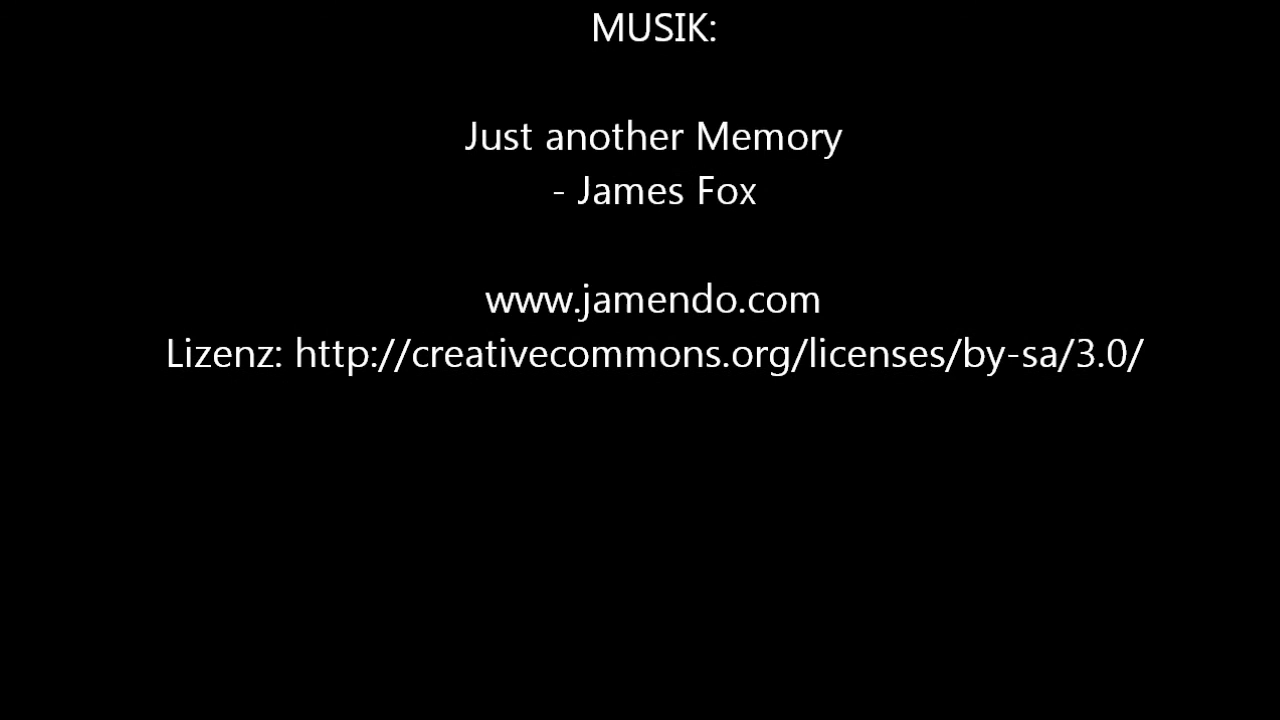 MUSIK:
Just another Memory
- James Fox
www.jamendo.com
Lizenz: http://creativecommons.org/licenses/by-sa/3.0/